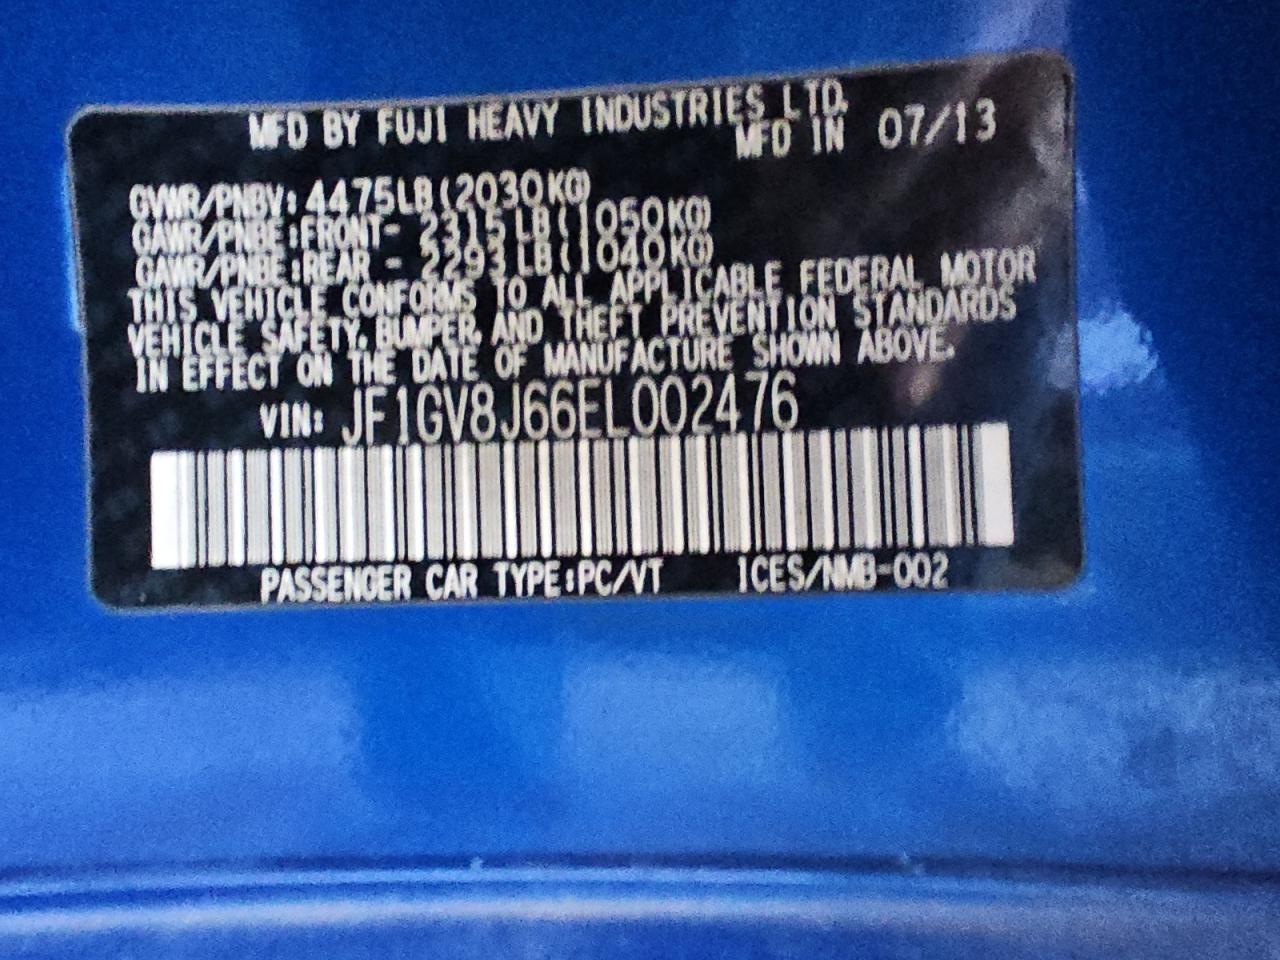 MFD BY FUJI HEAVY INDUSTRIES LTD.
MFD IN 07/13
GVWR/PNBV: 4475LB (2030KG)
GAWR/PNBE:FRONT- 2315LB (1050KG)
GAWR/PNBE:REAR - 2293LB (1040KG)
THIS VEHICLE CONFORMS TO ALL APPLICABLE FEDERAL MOTOR
VEHICLE SAFETY, BUMPER, AND THEFT PREVENTION STANDARDS
IN EFFECT ON THE DATE OF MANUFACTURE SHOWN ABOVE.
VIN: JF1GV8J66EL002476
PASSENGER CAR TYPE:PC/VT ICES/NMB-002